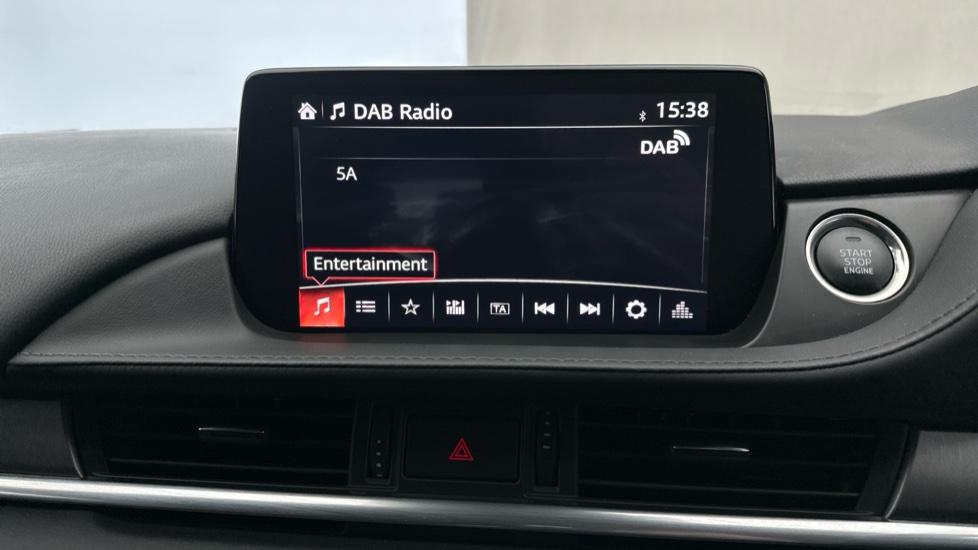 DAB Radio
15:38
DAB
5A
Entertainment
TA
START
STOP
ENGINE